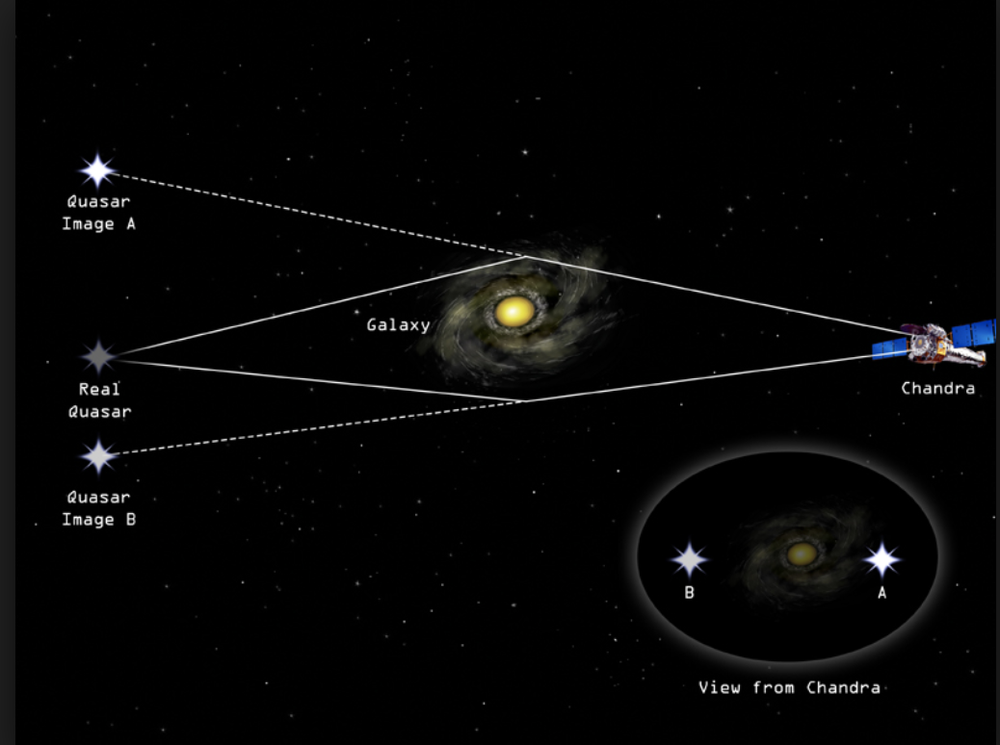 Quasar
Image A
Galaxy
Real
Quasar
Chandra
Quasar
Image B
B
A
View from Chandra